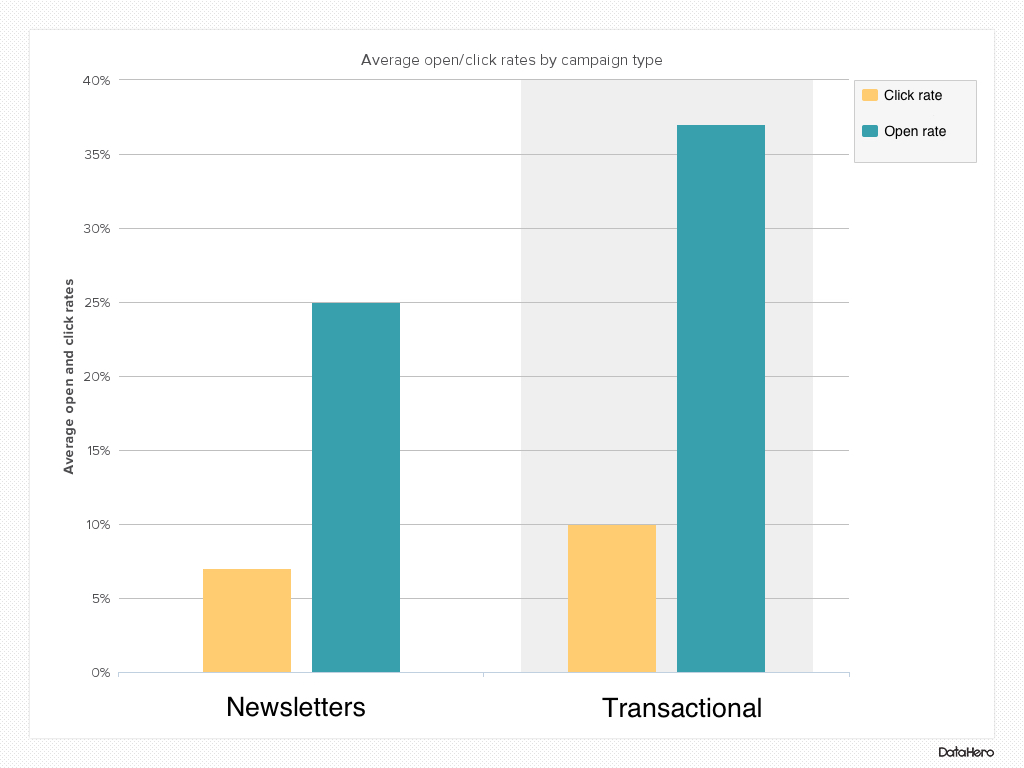 Average open/click rates by campaign type
Click rate
Open rate
Average open and click rates
40%
35%
30%
25%
20%
15%
10%
5%
0%
Newsletters
Transactional
DataHero